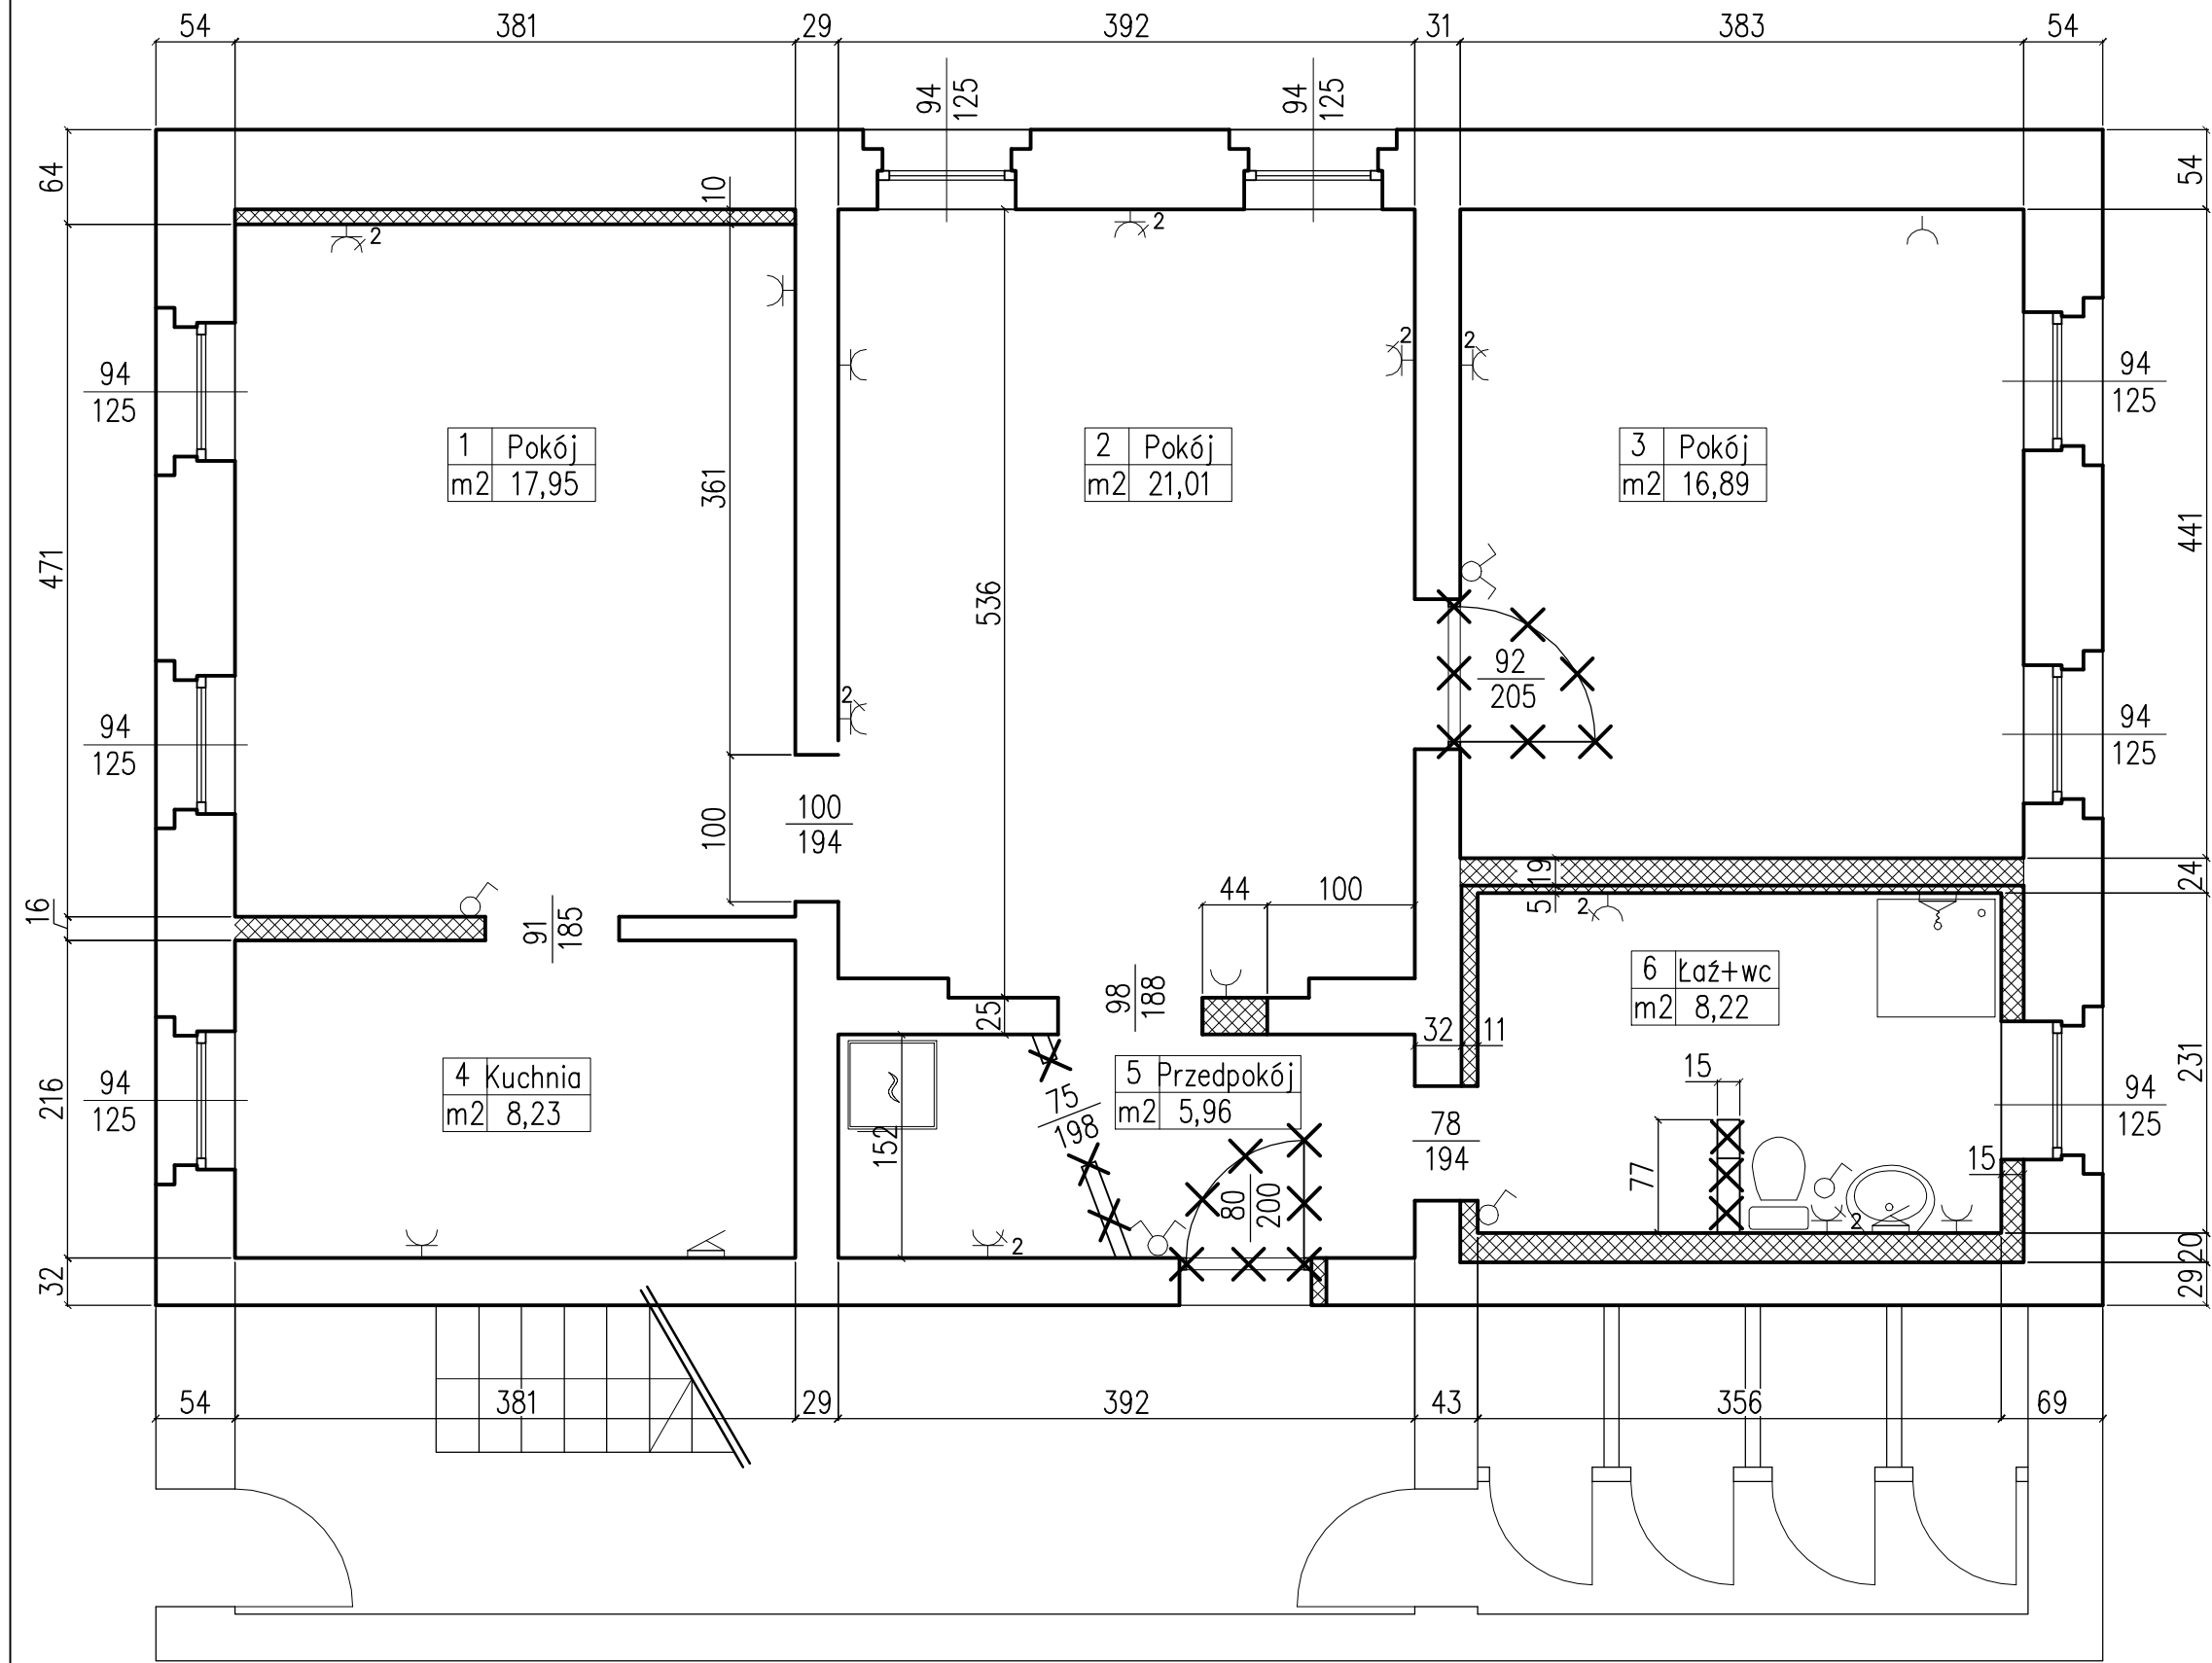 54 381 29 392 31 383 54
94 125 94 125
64 10 54
2 2
2 2
94 125 94 125
1 Pokój
m2 17,95
2 Pokój
m2 21,01
3 Pokój
m2 16,89
361
471 536 441
92
205
2
94 125 94 125
100 100
194
16 91 185 44 100 19 24
5 2
98 188
6 Łaź+wc
m2 8,22
25 32 11
4 Kuchnia
m2 8,23
5 Przedpokój
m2 5,96
216 94 125 75 198 15 231 94 125
152 78
194
77 15
80 200
2 2
32 20
29
54 381 29 392 43 356 69